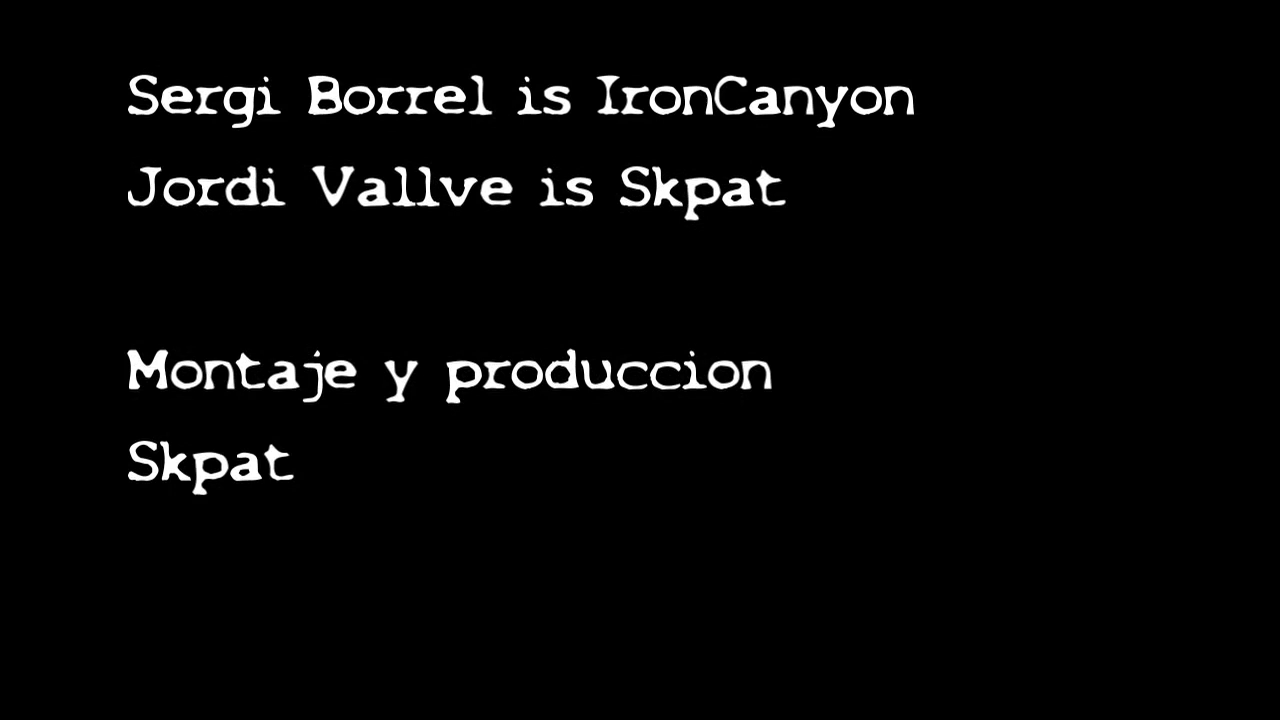 Sergi Borrel is IronCanyon
Jordi Vallve is Skpat
Montaje y produccion
Skpat